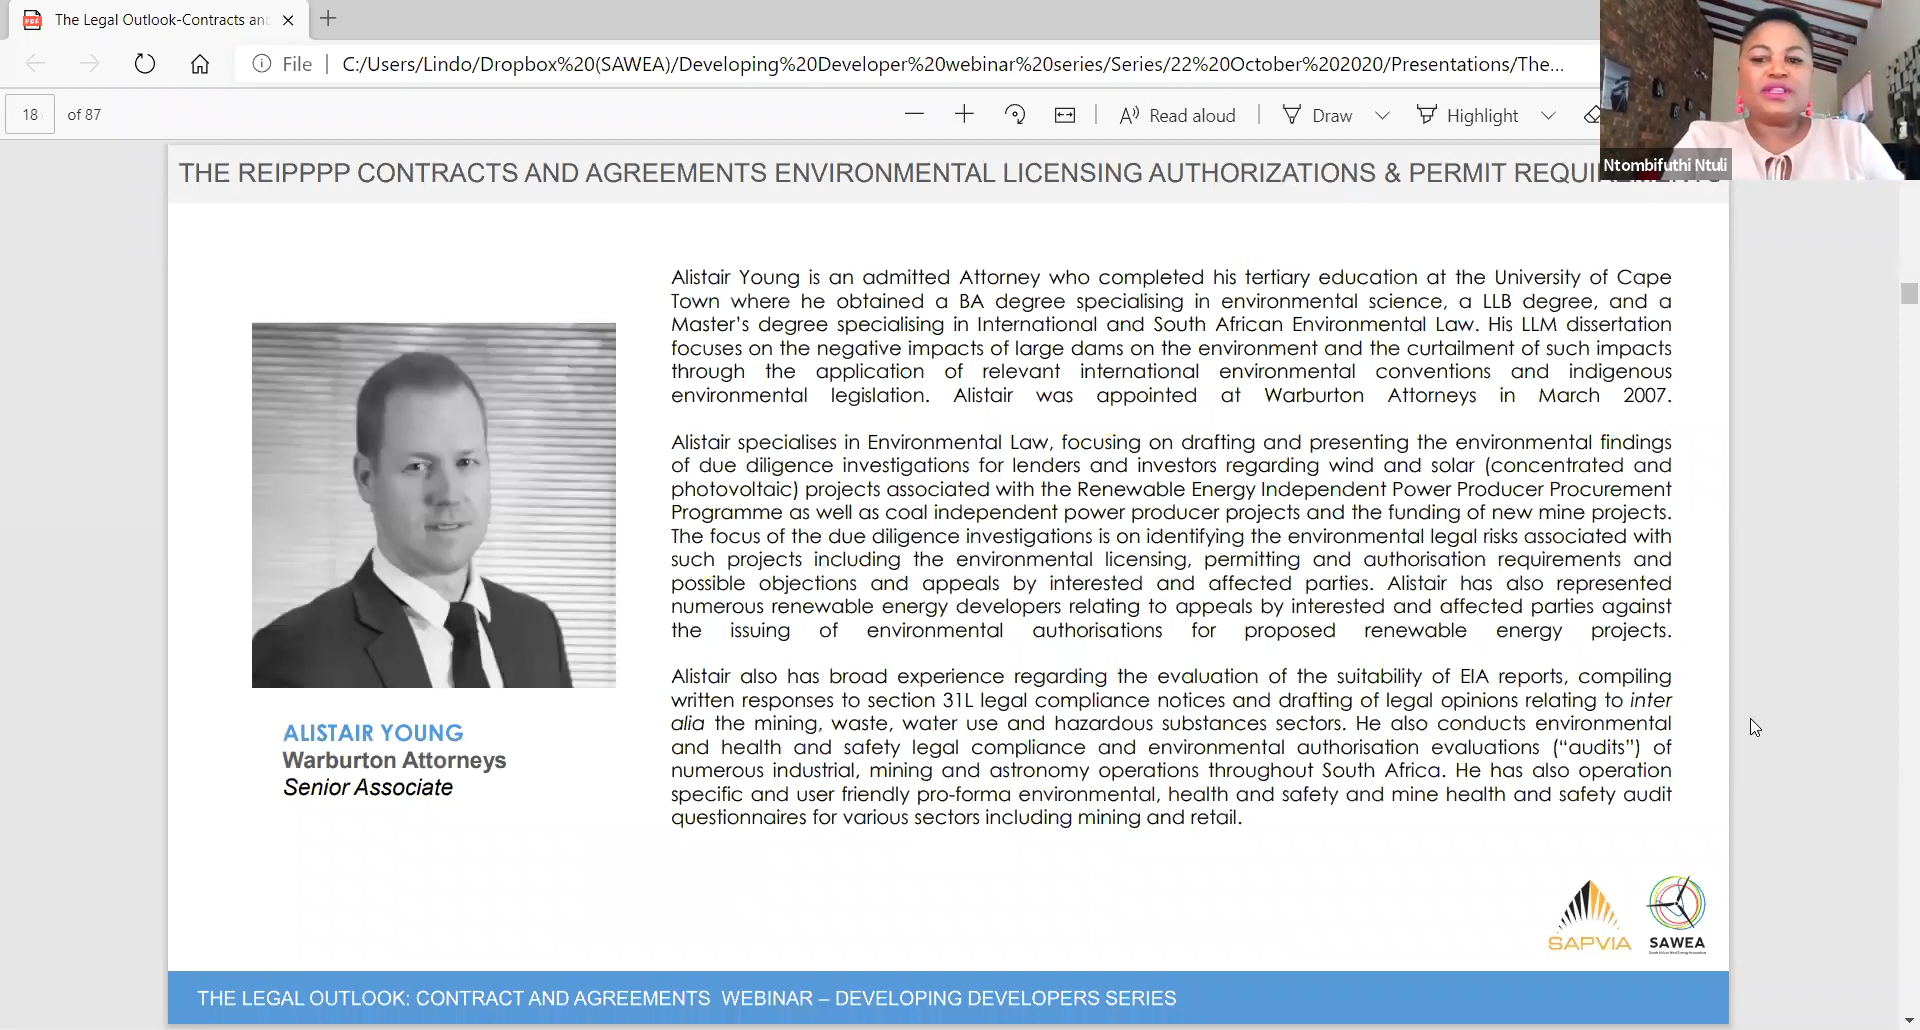 The Legal Outlook-Contracts and
File
C:/Users/Lindo/Dropbox%20(SAWEA)/Developing%20Developer%20webinar%20series/Series/22%20October%202020/Presentations/The...
18 of 87
Read aloud
Draw
Highlight
Ntombifuthi Ntuli
THE REIPPPP CONTRACTS AND AGREEMENTS ENVIRONMENTAL LICENSING AUTHORIZATIONS & PERMIT
Alistair Young is an admitted Attorney who completed his tertiary education at the University of Cape
Town where he obtained a BA degree specialising in environmental science, a LLB degree, and a
Master's degree specialising in International and South African Environmental Law. His LLM dissertation
focuses on the negative impacts of large dams on the environment and the curtailment of such impacts
through the application of relevant international environmental conventions and indigenous
environmental legislation. Alistair was appointed at Warburton Attorneys in March 2007.
Alistair specialises in Environmental Law, focusing on drafting and presenting the environmental findings
of due diligence investigations for lenders and investors regarding wind and solar (concentrated and
photovoltaic) projects associated with the Renewable Energy Independent Power Producer Procurement
Programme as well as coal independent power producer projects and the funding of new mine projects.
The focus of the due diligence investigations is on identifying the environmental legal risks associated with
such projects including the environmental licensing, permitting and authorisation requirements and
possible objections and appeals by interested and affected parties. Alistair has also represented
numerous renewable energy developers relating to appeals by interested and affected parties against
the issuing of environmental authorisations for proposed renewable energy projects.
Alistair also has broad experience regarding the evaluation of the suitability of EIA reports, compiling
written responses to section 31L legal compliance notices and drafting of legal opinions relating to inter
alia the mining, waste, water use and hazardous substances sectors. He also conducts environmental
and health and safety legal compliance and environmental authorisation evaluations (“audits”) of
numerous industrial, mining and astronomy operations throughout South Africa. He has also operation
specific and user friendly pro-forma environmental, health and safety and mine health and safety audit
questionnaires for various sectors including mining and retail.
ALISTAIR YOUNG
Warburton Attorneys
Senior Associate
SAPVIA
SAWEA
THE LEGAL OUTLOOK: CONTRACT AND AGREEMENTS WEBINAR – DEVELOPING DEVELOPERS SERIES